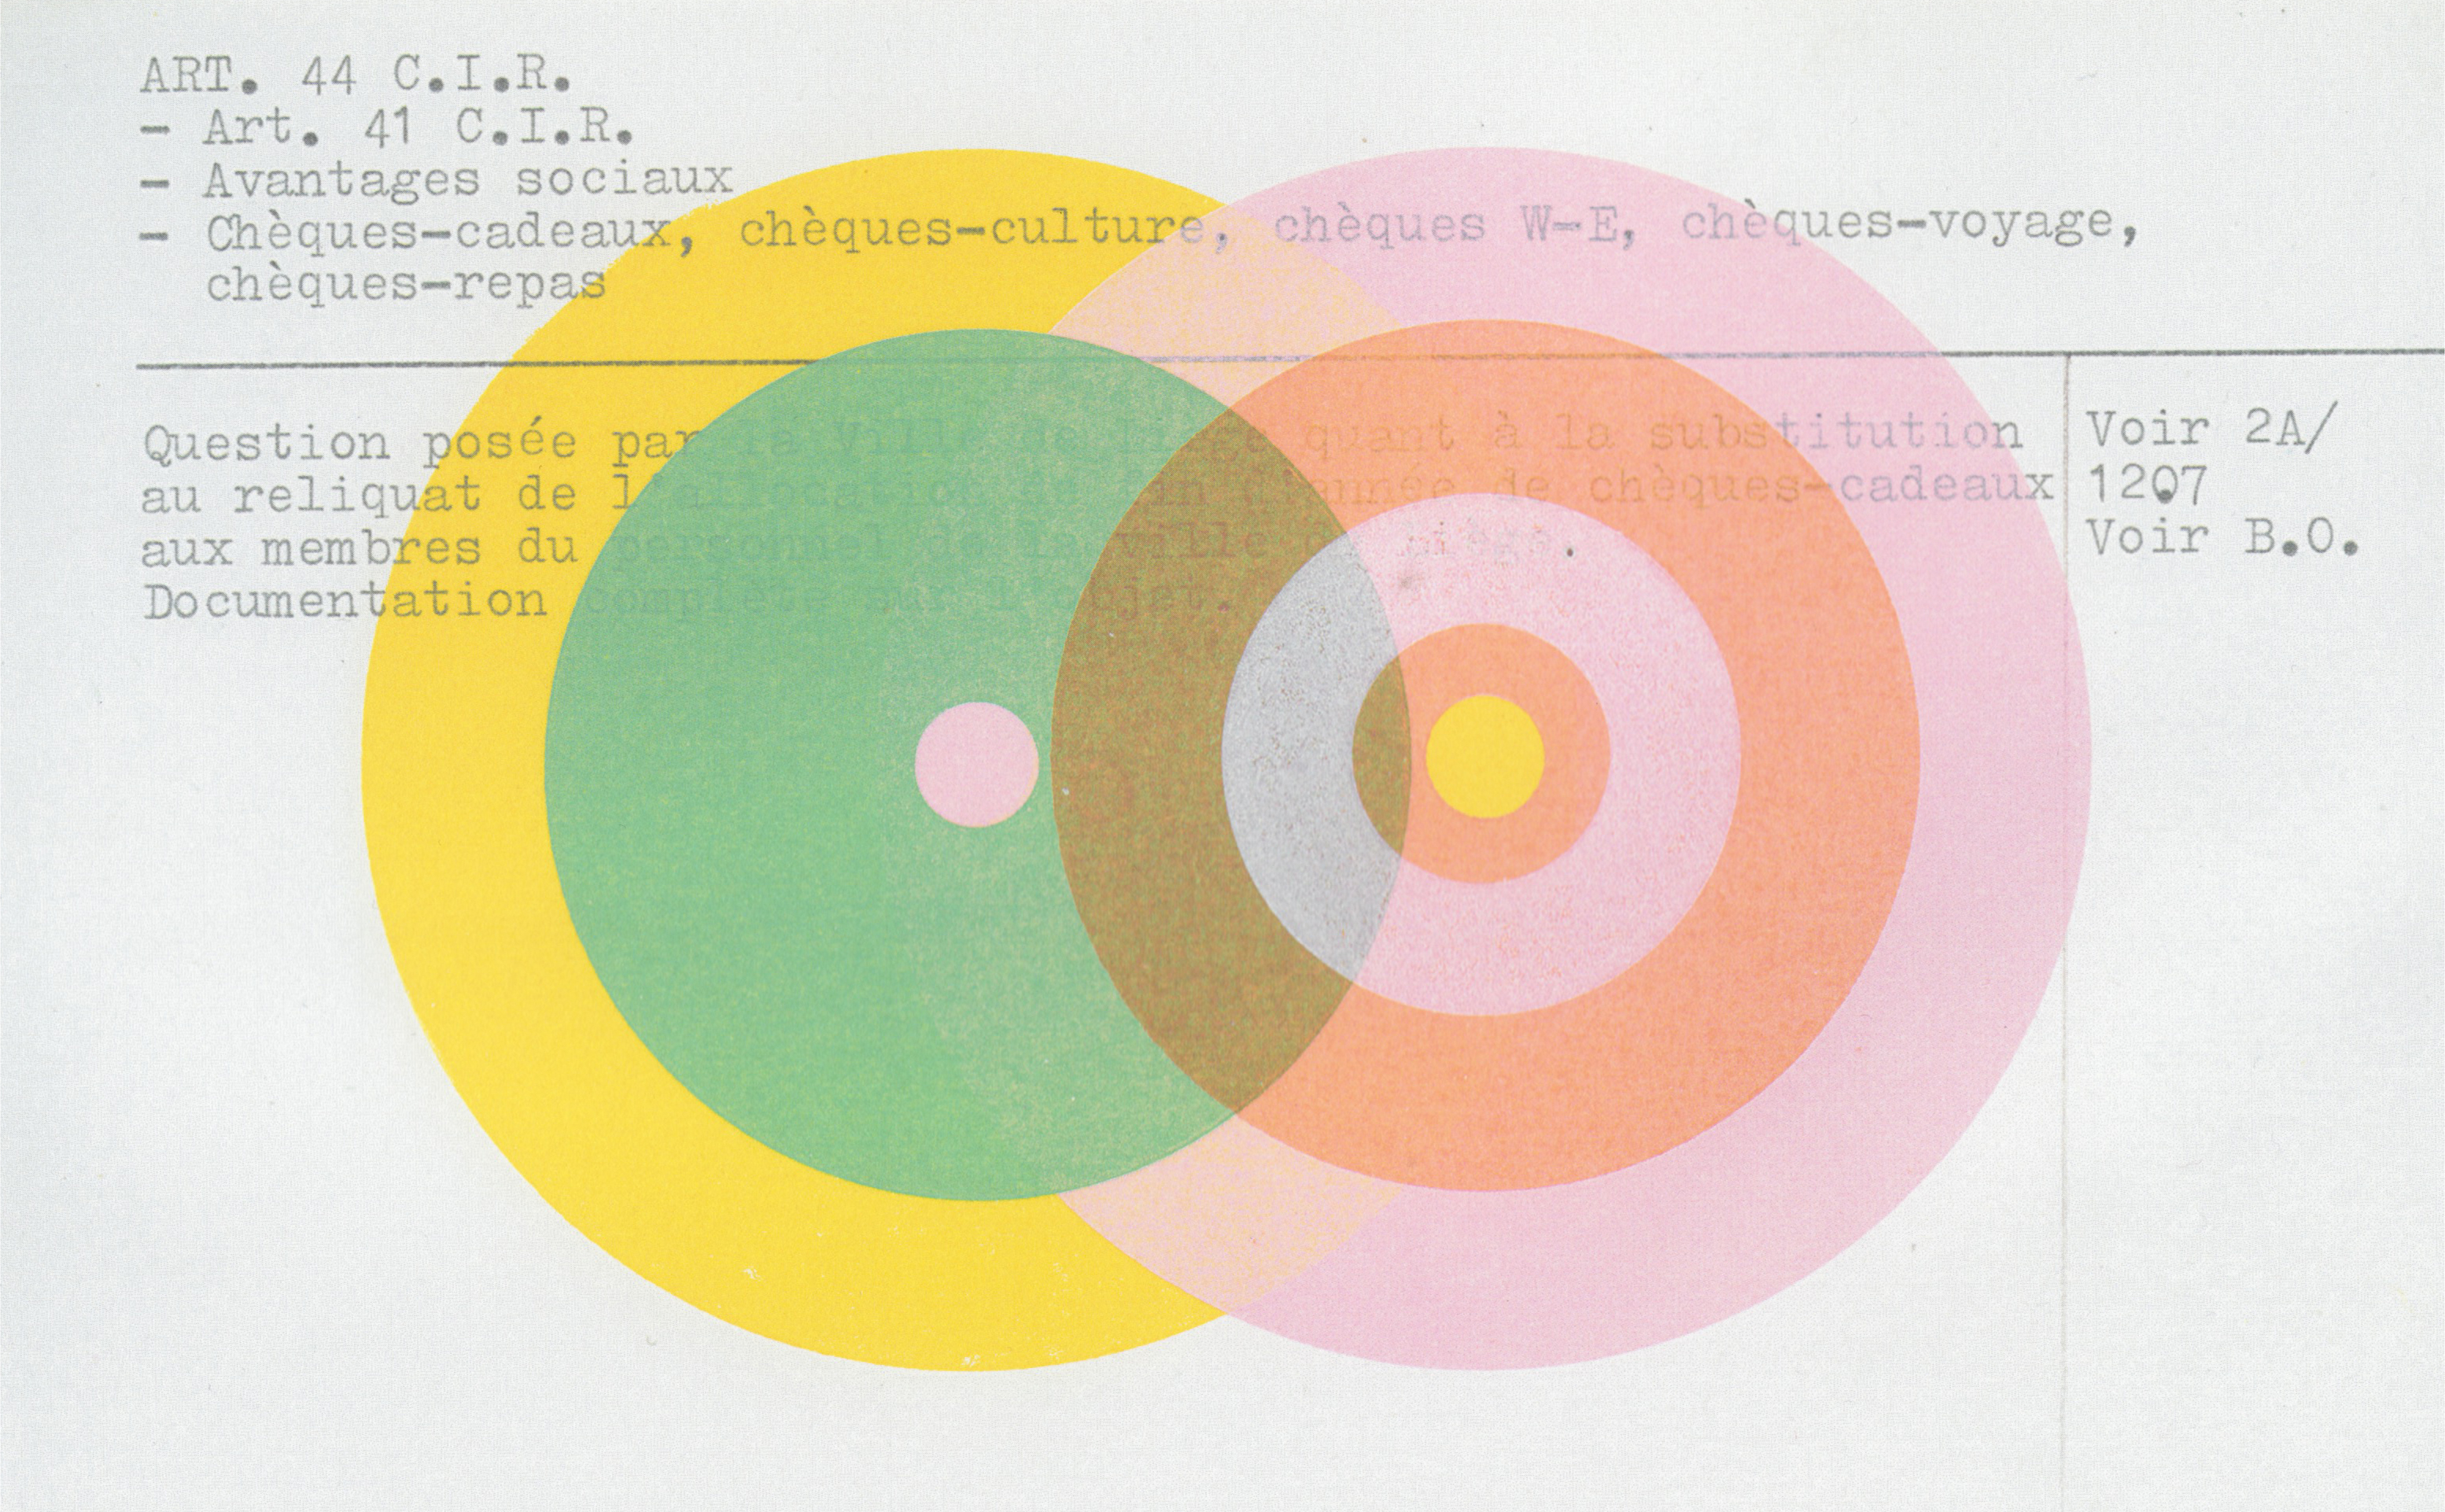 ART. 44 C.I.R.
- Art. 41 C.I.R.
- Avantages sociaux
- Chèques-cadeaux, chèques-culture, chèques W-E, chèques-voyage,
chèques-repas
Question posée par la Ville de Liège quant à la substitution
au reliquat de l'allocation de fin d'année de chèques-cadeaux
aux membres du personnel de la ville de Liège.
Documentation complète sur l'objet.
Voir 2A/
1207
Voir B.O.